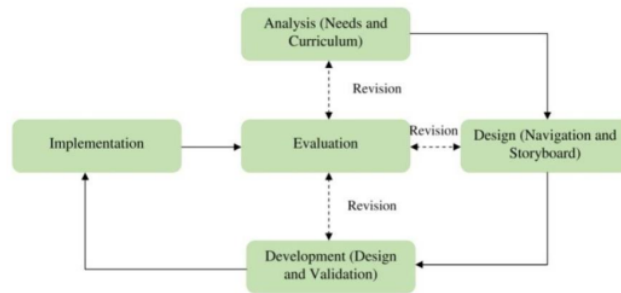 Analysis (Needs and
Curriculum)
Revision
Implementation
Evaluation
Revision
Design (Navigation and
Storyboard)
Revision
Development (Design
and Validation)